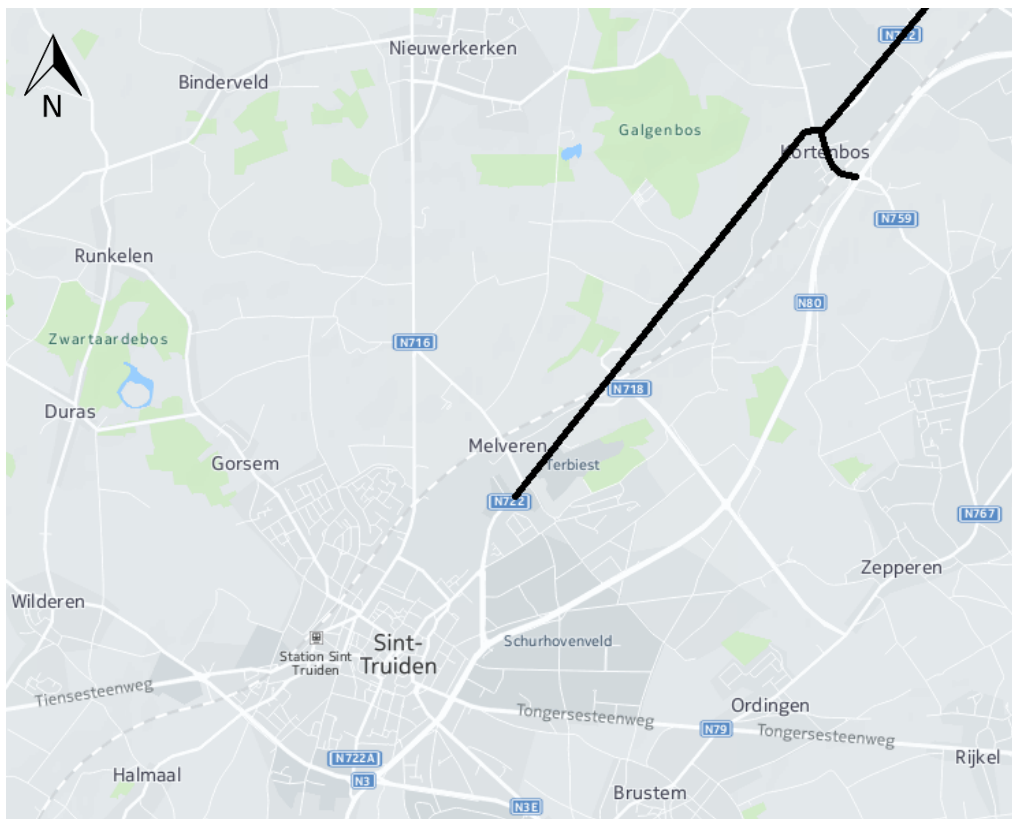 N722
Nieuwerkerken
Binderveld
N
Galgenbos
Kortenbos
N759
Runkelen
N80
Zwartaardebos
N716
N718
Duras
Melveren
Terbiest
Gorsem
N722
N767
Zepperen
Wilderen
Sint-
Truiden
Station Sint
Truiden
Schurhovenveld
Tiensesteenweg
Ordingen
Tongersesteenweg
N79
Tongersesteenweg
N722A
Rijkel
Halmaal
N3
Brustem
N3E